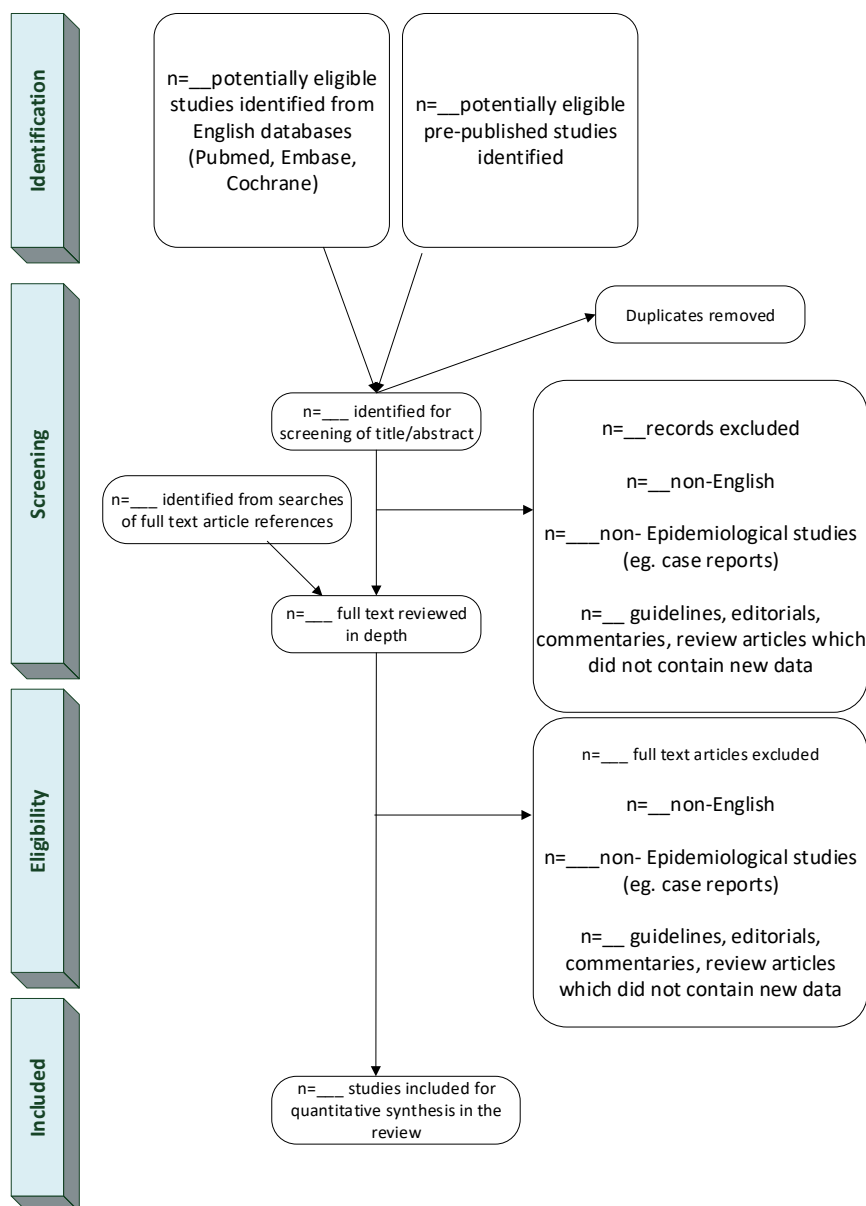 Identification
n=__potentially eligible
studies identified from
English databases
(Pubmed, Embase,
Cochrane)
n=__potentially eligible
pre-published studies
identified
Screening
Duplicates removed
n=___ identified for
screening of title/abstract
n=__records excluded
n=__non-English
n=___non- Epidemiological studies
(eg. case reports)
n=__ guidelines, editorials,
commentaries, review articles which
did not contain new data
n=___ identified from searches
of full text article references
n=___ full text reviewed
in depth
Eligibility
n=___ full text articles excluded
n=__non-English
n=___non- Epidemiological studies
(eg. case reports)
n=__ guidelines, editorials,
commentaries, review articles
which did not contain new data
Included
n=___ studies included for
quantitative synthesis in the
review